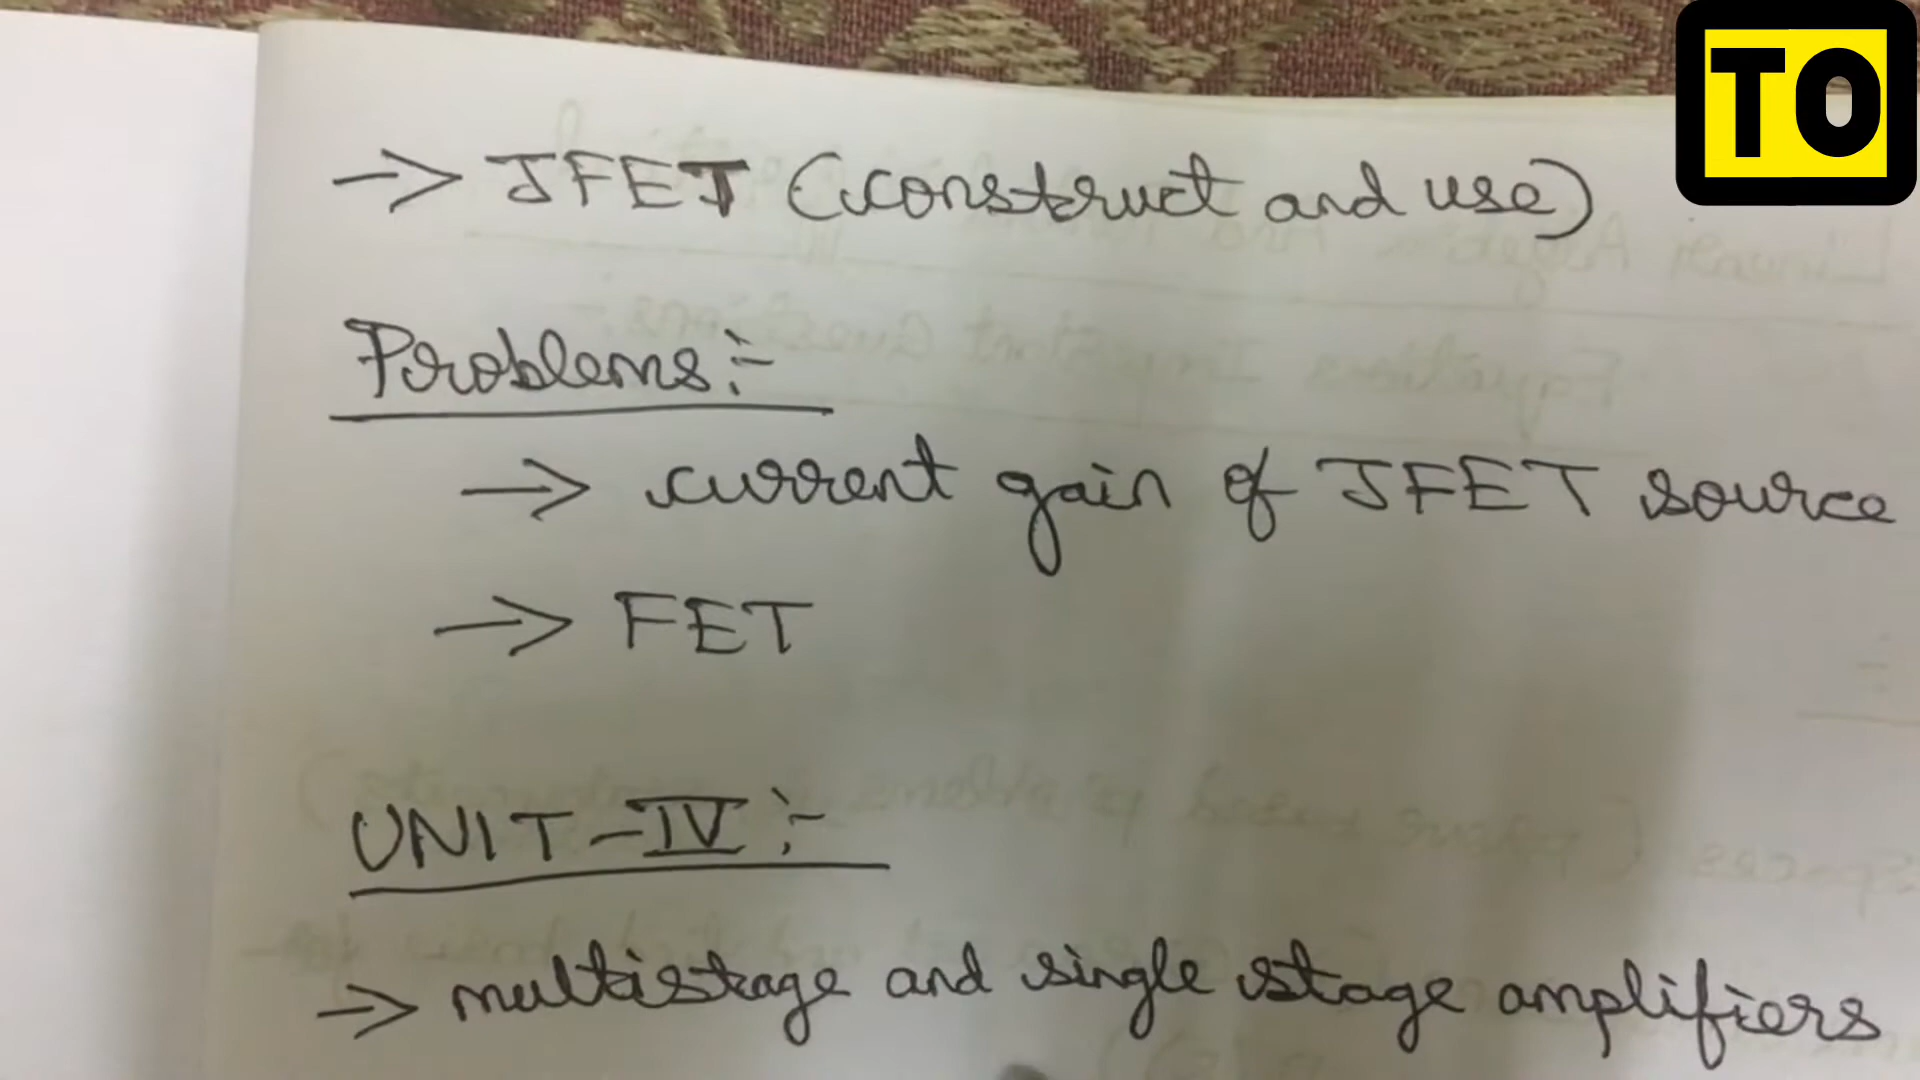 TO
-> JFET (construct and use)
Problems:-
-> current gain of JFET source
-> FET
UNIT-IV:-
-> multistage and single stage amplifiers